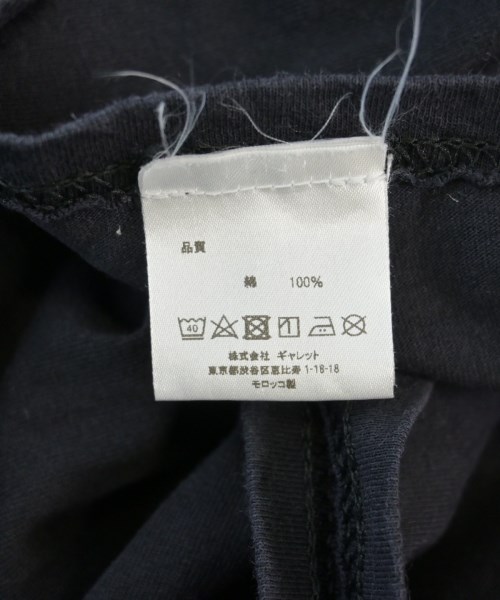 品質
綿 100%
40
株式会社 ギャレット
東京都渋谷区恵比寿 1-18-18
モロッコ製